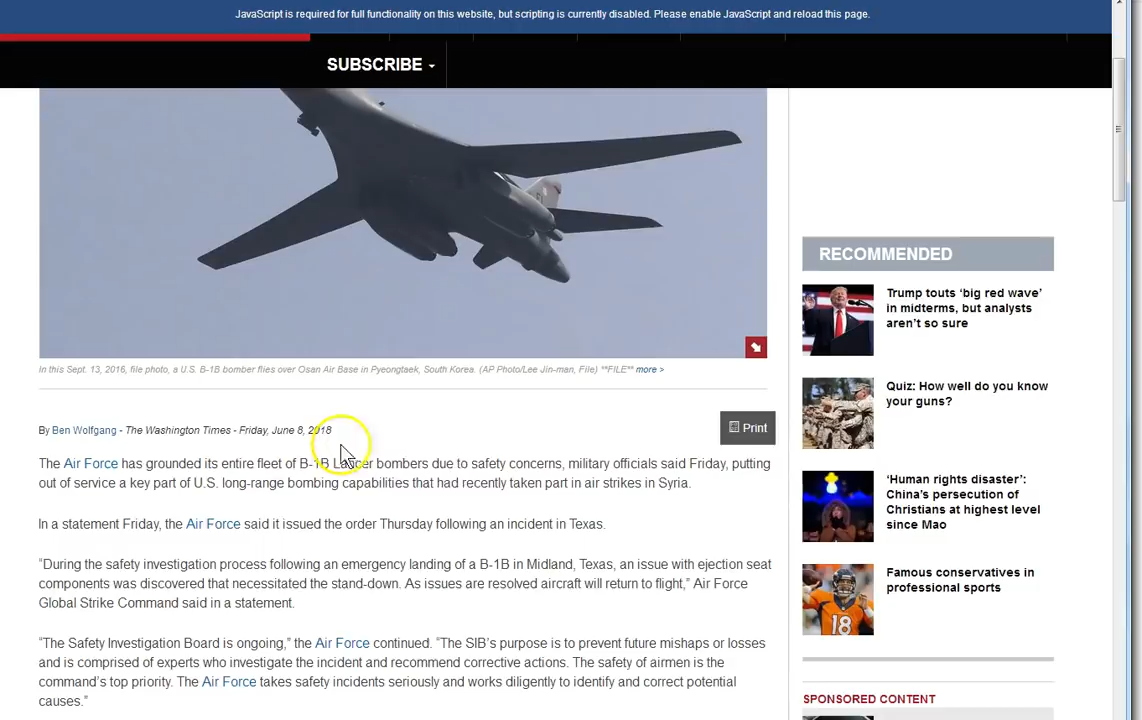 JavaScript is required for full functionality on this website, but scripting is currently disabled. Please enable JavaScript and reload this page.
SUBSCRIBE
In this Sept. 13, 2016, file photo, a U.S. B-1B bomber flies over Osan Air Base in Pyeongtaek, South Korea. (AP Photo/Lee Jin-man, File) **FILE** more >
By Ben Wolfgang - The Washington Times - Friday, June 8, 2018
Print
The Air Force has grounded its entire fleet of B-1B Lancer bombers due to safety concerns, military officials said Friday, putting
out of service a key part of U.S. long-range bombing capabilities that had recently taken part in air strikes in Syria.
In a statement Friday, the Air Force said it issued the order Thursday following an incident in Texas.
“During the safety investigation process following an emergency landing of a B-1B in Midland, Texas, an issue with ejection seat
components was discovered that necessitated the stand-down. As issues are resolved aircraft will return to flight,” Air Force
Global Strike Command said in a statement.
“The Safety Investigation Board is ongoing,” the Air Force continued. “The SIB’s purpose is to prevent future mishaps or losses
and is comprised of experts who investigate the incident and recommend corrective actions. The safety of airmen is the
command’s top priority. The Air Force takes safety incidents seriously and works diligently to identify and correct potential
causes.”
RECOMMENDED
Trump touts ‘big red wave’
in midterms, but analysts
aren’t so sure
Quiz: How well do you know
your guns?
‘Human rights disaster’:
China’s persecution of
Christians at highest level
since Mao
Famous conservatives in
professional sports
18
SPONSORED CONTENT